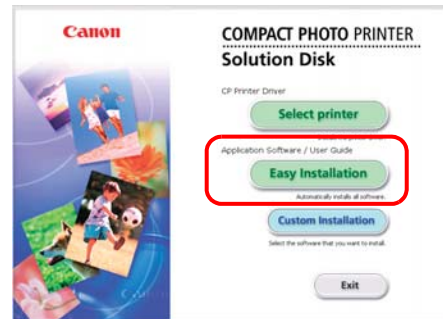 Canon
COMPACT PHOTO PRINTER
Solution Disk
CP Printer Driver
Select printer
Application Software / User Guide
Easy Installation
Automatically installs all software.
Custom Installation
Select the software that you want to install.
Exit